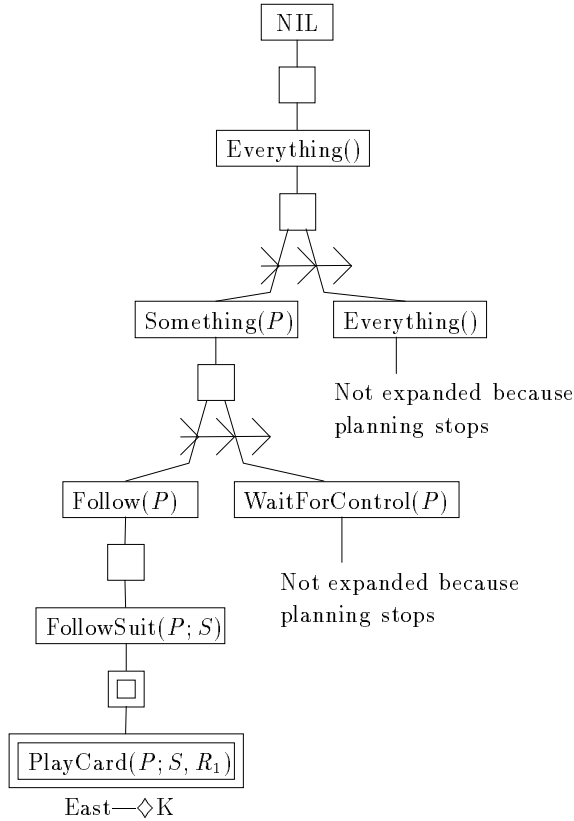 NIL
Everything()
Something(P)
Everything()
Not expanded because
planning stops
Follow(P)
WaitForControl(P)
Not expanded because
planning stops
FollowSuit(P; S)
PlayCard(P; S, R₁)
East—◇K